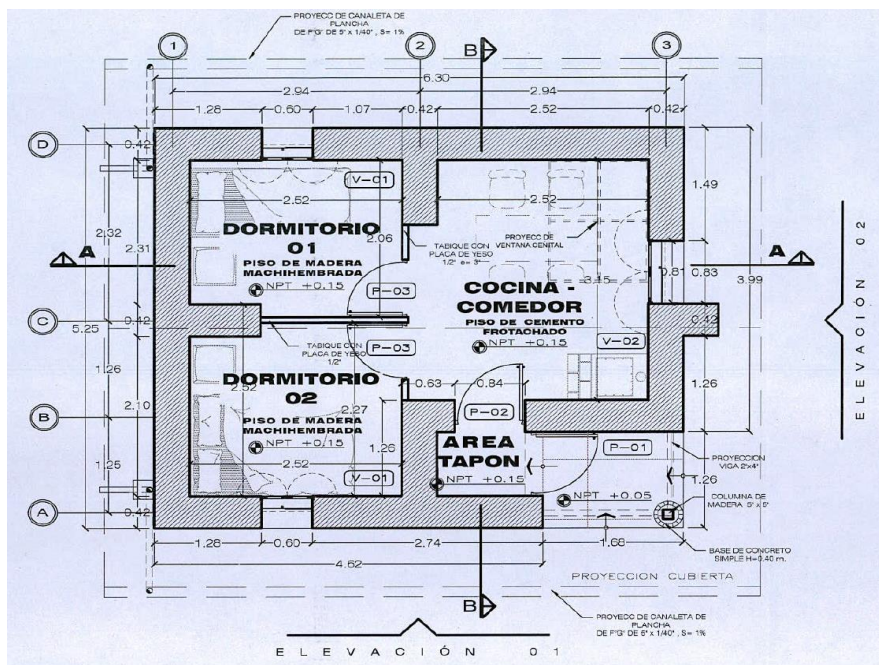 PROYECO DE CANALETA DE
PLANCHA
DE F°G° DE 5" x 1/40" , S= 1%
1
2
B
3
6.30
2.94
2.94
1.28
0.60
1.07
0.42
2.52
0.42
D
0.42
V-01
1.49
2.52
2.52
DORMITORIO
01
PISO DE MADERA
MACHIHEMBRADA
NPT +0.15
2.06
TABIQUE CON
PLACA DE YESO
1/2" e= 3"
PROYEC DE
VENTANA CENITAL
2.32
2.31
A
A
0.81
0.83
3.99
3.15
COCINA -
COMEDOR
PISO DE CEMENTO
FROTACHADO
NPT +0.15
P-03
V-02
ELEVACIÓN 02
C
5.25
0.42
0.42
TABIQUE CON
PLACA DE YESO
1/2"
P-03
1.26
2.10
1.26
DORMITORIO
02
PISO DE MADERA
MACHIHEMBRADA
NPT +0.15
2.52
2.27
0.63
0.84
P-02
B
1.26
AREA
TAPON
NPT +0.15
P-01
PROYECCION
VIGA 2"x4"
1.25
2.52
V-01
1.26
NPT +0.05
COLUMNA DE
MADERA 5" x 5"
A
0.42
1.28
0.60
2.74
1.68
BASE DE CONCRETO
SIMPLE H=0.40 m.
4.62
PROYECCION CUBIERTA
B
PROYECO DE CANALETA DE
PLANCHA
DE F°G° DE 6" x 1/40" , S= 1%
ELEVACIÓN 01